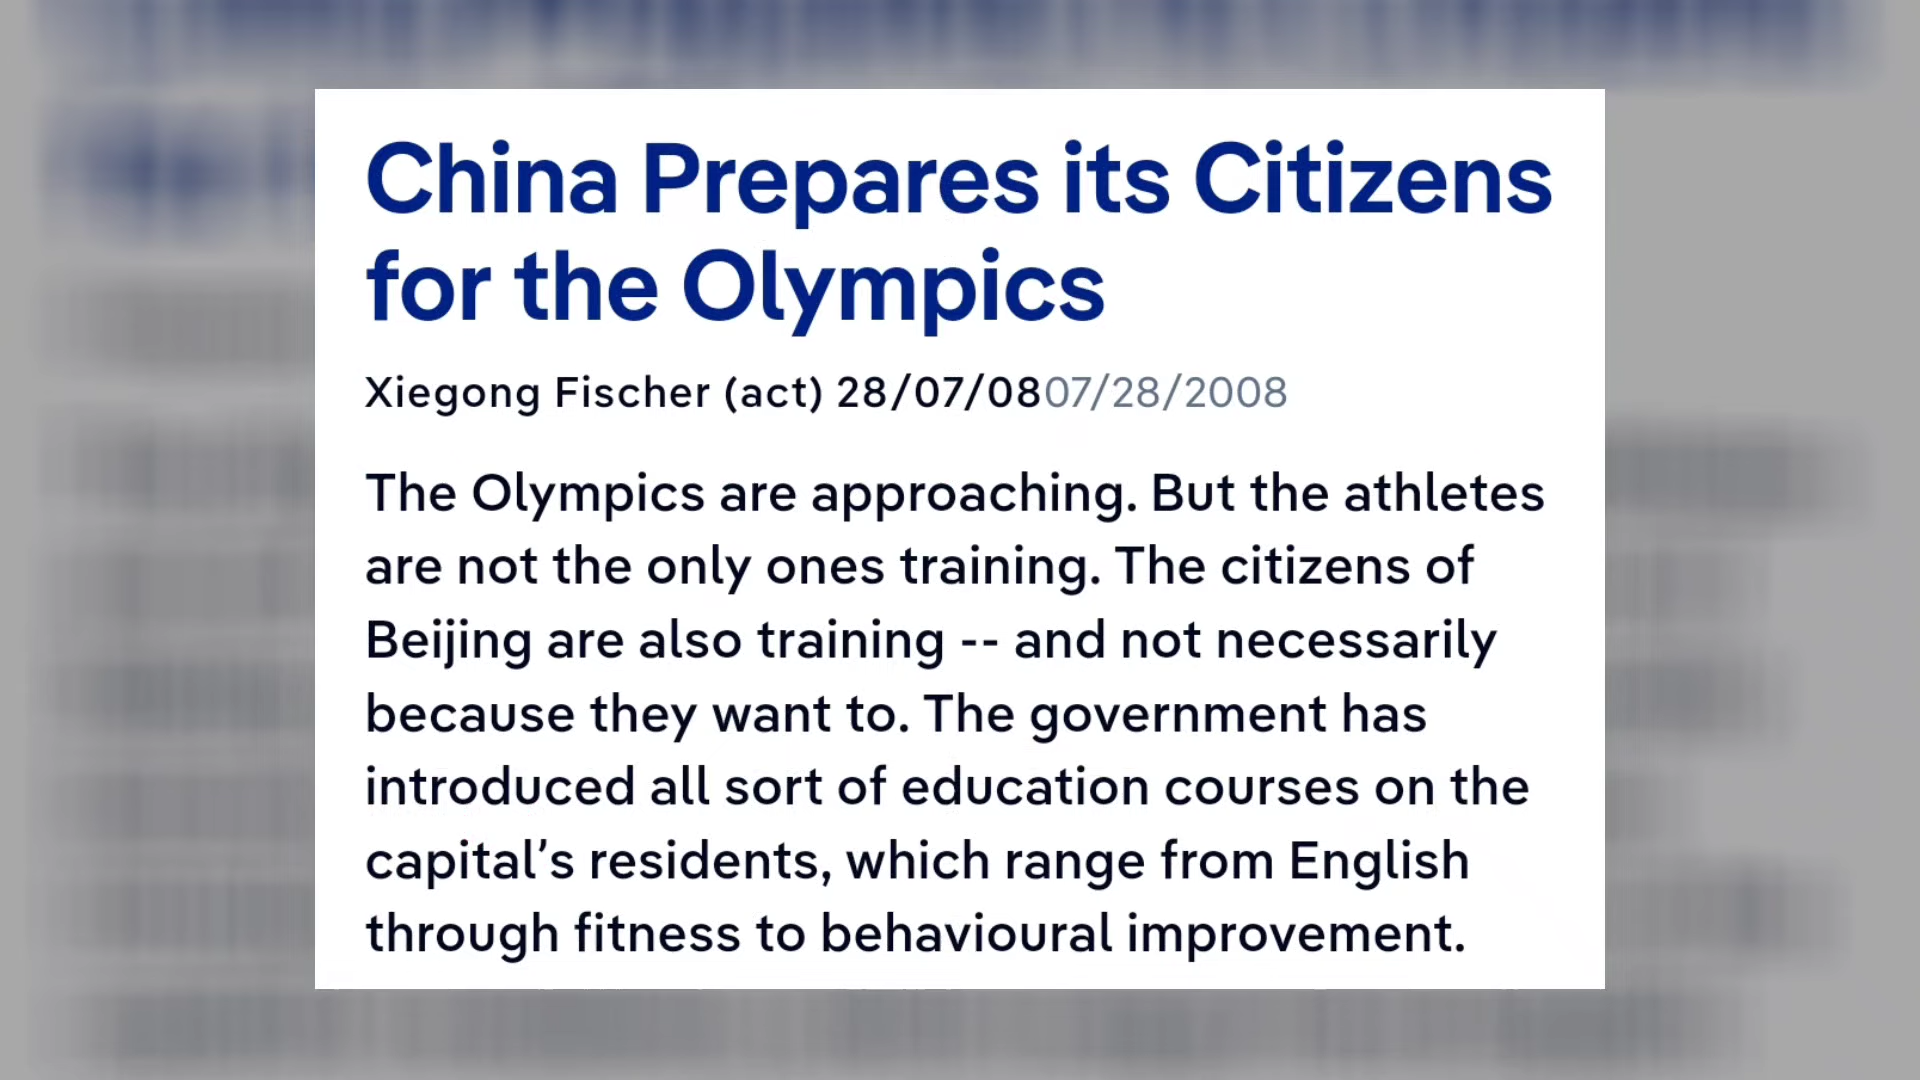 China Prepares its Citizens
for the Olympics
Xiegong Fischer (act) 28/07/0807/28/2008
The Olympics are approaching. But the athletes
are not the only ones training. The citizens of
Beijing are also training -- and not necessarily
because they want to. The government has
introduced all sort of education courses on the
capital’s residents, which range from English
through fitness to behavioural improvement.